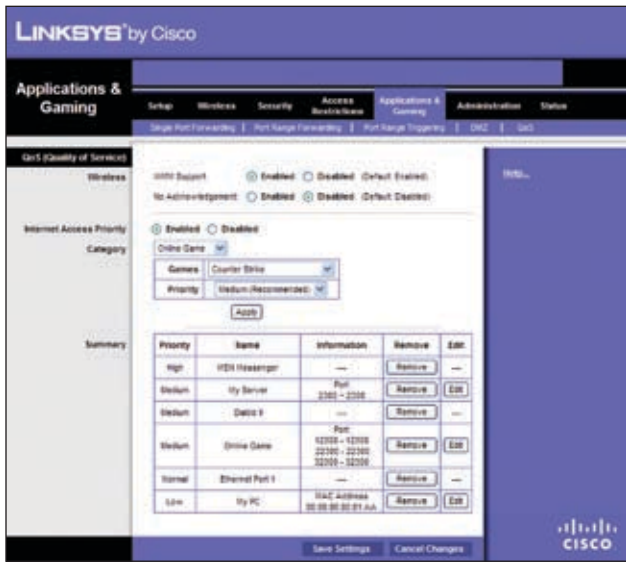 LINKSYS® by Cisco
Applications &
Gaming
Setup Wireless Security Access
Restrictions Applications &
Gaming Administration Status
Single Port Forwarding | Port Range Forwarding | Port Range Triggering | DMZ | QoS
QoS (Quality of Service)
Wireless
WMM Support Enabled Disabled (Default: Enabled)
No Acknowledgement Enabled Disabled (Default: Disabled)
Help...
Internet Access Priority
Enabled Disabled
Category
Online Game
Games Counter Strike
Priority Medium (Recommended)
Apply
Summary
Priority Name Information Remove Edit
High MSN Messenger --- Remove ---
Medium My Server Port
Remove Edit
Medium --- Remove ---
Medium Online Game Port
Remove Edit
Normal Ethernet Port 1 --- Remove ---
Low My PC MAC Address
Remove Edit
Save Settings Cancel Changes
CISCO